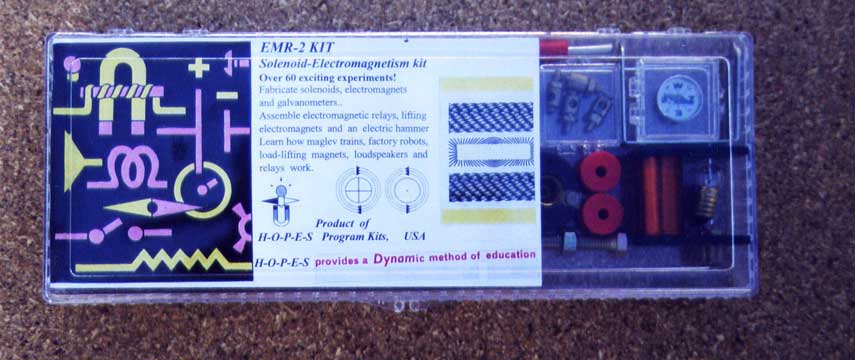 EMR-2 KIT
Solenoid-Electromagnetism kit
Over 60 exciting experiments!
Fabricate solenoids, electromagnets
and galvanometers..
Assemble electromagnetic relays, lifting
electromagnets and an electric hammer
Learn how maglev trains, factory robots,
load-lifting magnets, loudspeakers and
relays work.
Product of
H-O-P-E-S Program Kits, USA
H-O-P-E-S provides a Dynamic method of education